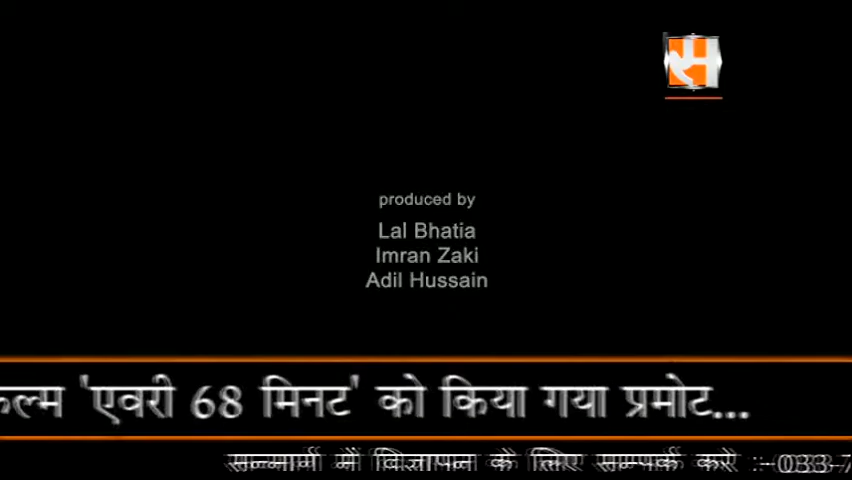 स
produced by
Lal Bhatia
Imran Zaki
Adil Hussain
'एवरी 68 मिनट' को किया गया प्रमोट...
सन्मार्ग में विज्ञापन के लिए सम्पर्क करे :-033-7